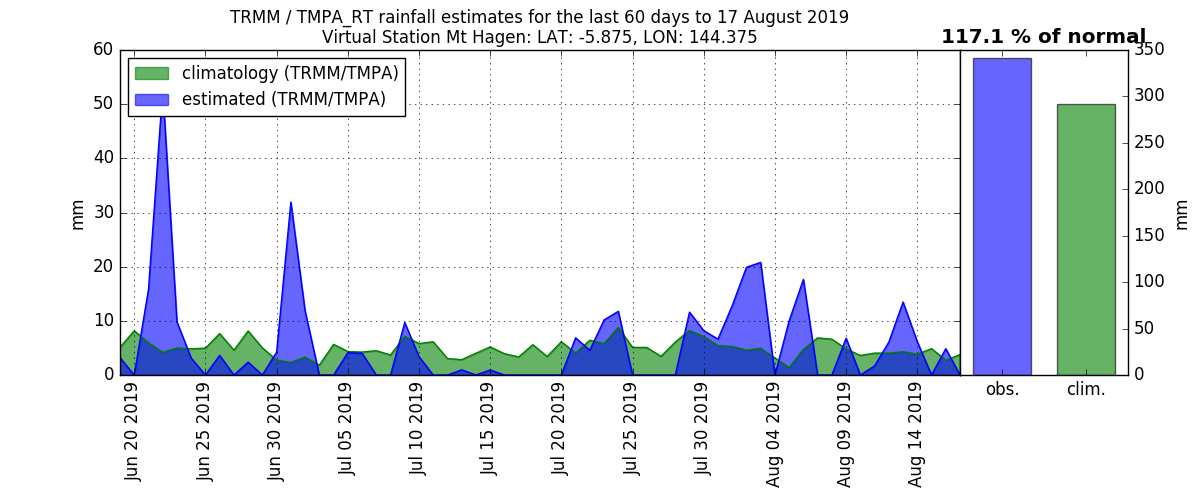 TRMM / TMPA_RT rainfall estimates for the last 60 days to 17 August 2019
Virtual Station Mt Hagen: LAT: -5.875, LON: 144.375
117.1 % of normal
climatology (TRMM/TMPA)
estimated (TRMM/TMPA)
60
50
40
30
20
10
0
mm
350
300
250
200
150
100
50
0
mm
Jun 20 2019
Jun 25 2019
Jun 30 2019
Jul 05 2019
Jul 10 2019
Jul 15 2019
Jul 20 2019
Jul 25 2019
Jul 30 2019
Aug 04 2019
Aug 09 2019
Aug 14 2019
obs.
clim.